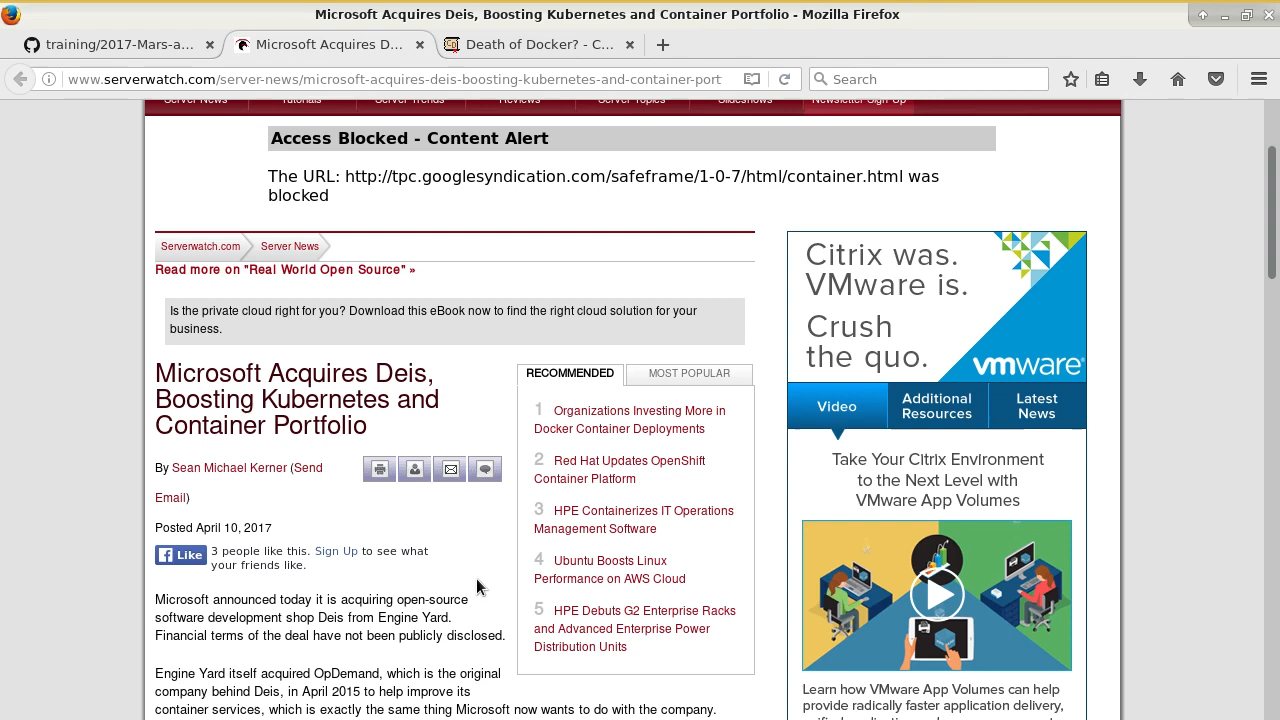 Microsoft Acquires Deis, Boosting Kubernetes and Container Portfolio - Mozilla Firefox
training/2017-Mars-a... × Microsoft Acquires D... × Death of Docker? - C... ×
www.serverwatch.com/server-news/microsoft-acquires-deis-boosting-kubernetes-and-container-port
Search
Server News Tutorials Server Trends Reviews Server Topics Slideshows Newsletter Sign-Up
Access Blocked - Content Alert
The URL: http://tpc.googlesyndication.com/safeframe/1-0-7/html/container.html was
blocked
Serverwatch.com Server News
Read more on "Real World Open Source" »
Is the private cloud right for you? Download this eBook now to find the right cloud solution for your
business.
Microsoft Acquires Deis,
Boosting Kubernetes and
Container Portfolio
By Sean Michael Kerner (Send
Email)
Posted April 10, 2017
Like
3 people like this. Sign Up to see what
your friends like.
Microsoft announced today it is acquiring open-source
software development shop Deis from Engine Yard.
Financial terms of the deal have not been publicly disclosed.
Engine Yard itself acquired OpDemand, which is the original
company behind Deis, in April 2015 to help improve its
container services, which is exactly the same thing Microsoft now wants to do with the company.
RECOMMENDED MOST POPULAR
1 Organizations Investing More in
Docker Container Deployments
2 Red Hat Updates OpenShift
Container Platform
3 HPE Containerizes IT Operations
Management Software
4 Ubuntu Boosts Linux
Performance on AWS Cloud
5 HPE Debuts G2 Enterprise Racks
and Advanced Enterprise Power
Distribution Units
Citrix was.
VMware is.
Crush
the quo.
vmware
Video
Additional
Resources
Latest
News
Take Your Citrix Environment
to the Next Level with
VMware App Volumes
Learn how VMware App Volumes can help
provide radically faster application delivery,